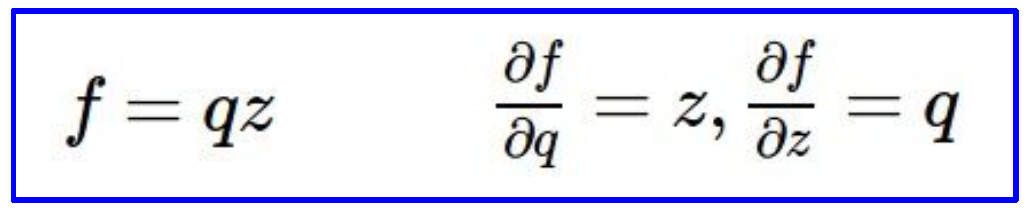 f = qz    ∂f/∂q = z, ∂f/∂z = q